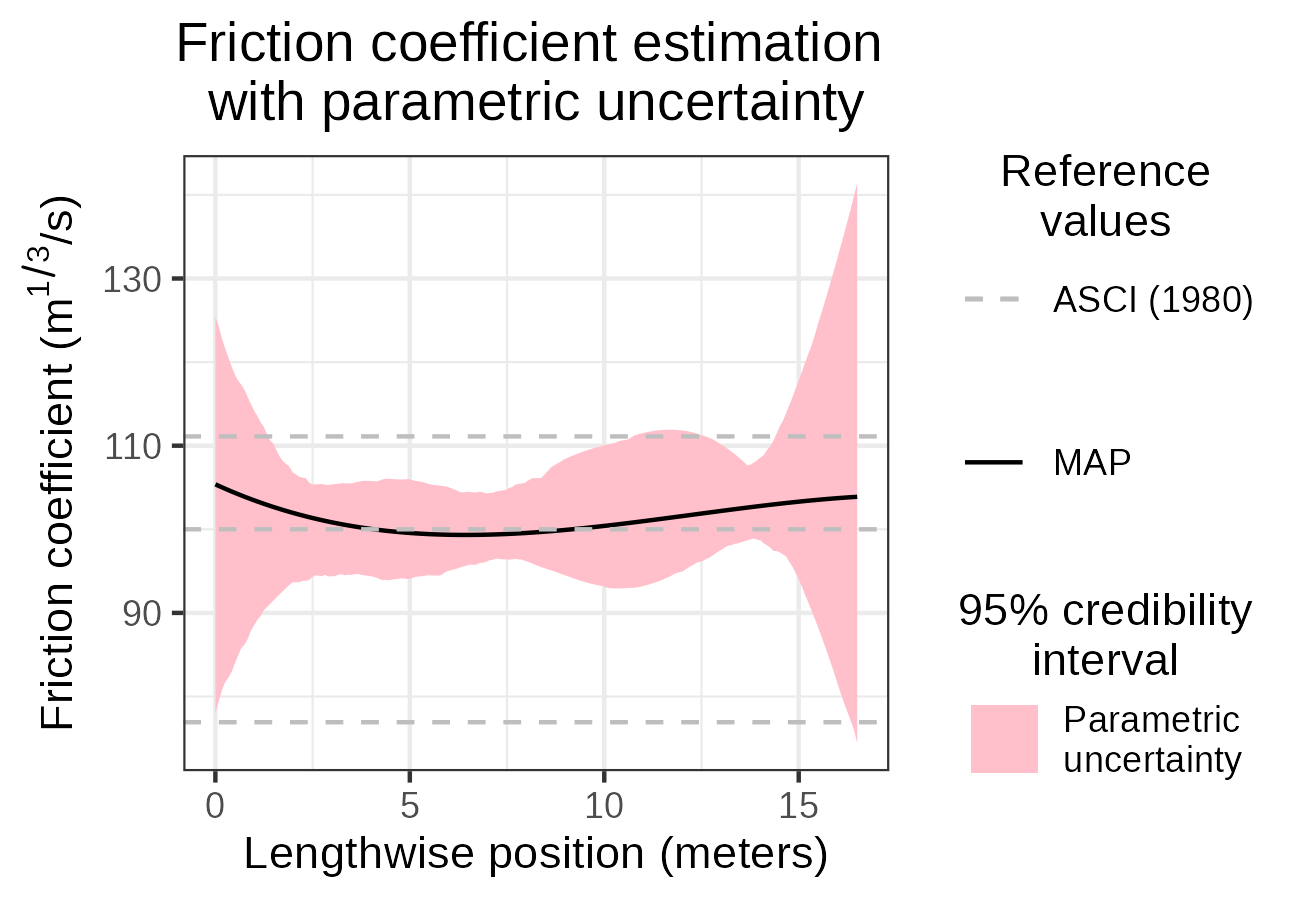 Friction coefficient estimation
with parametric uncertainty
Friction coefficient (m^1/3/s)
130
110
90
0 5 10 15
Lengthwise position (meters)
Reference
values
ASCI (1980)
MAP
95% credibility
interval
Parametric
uncertainty